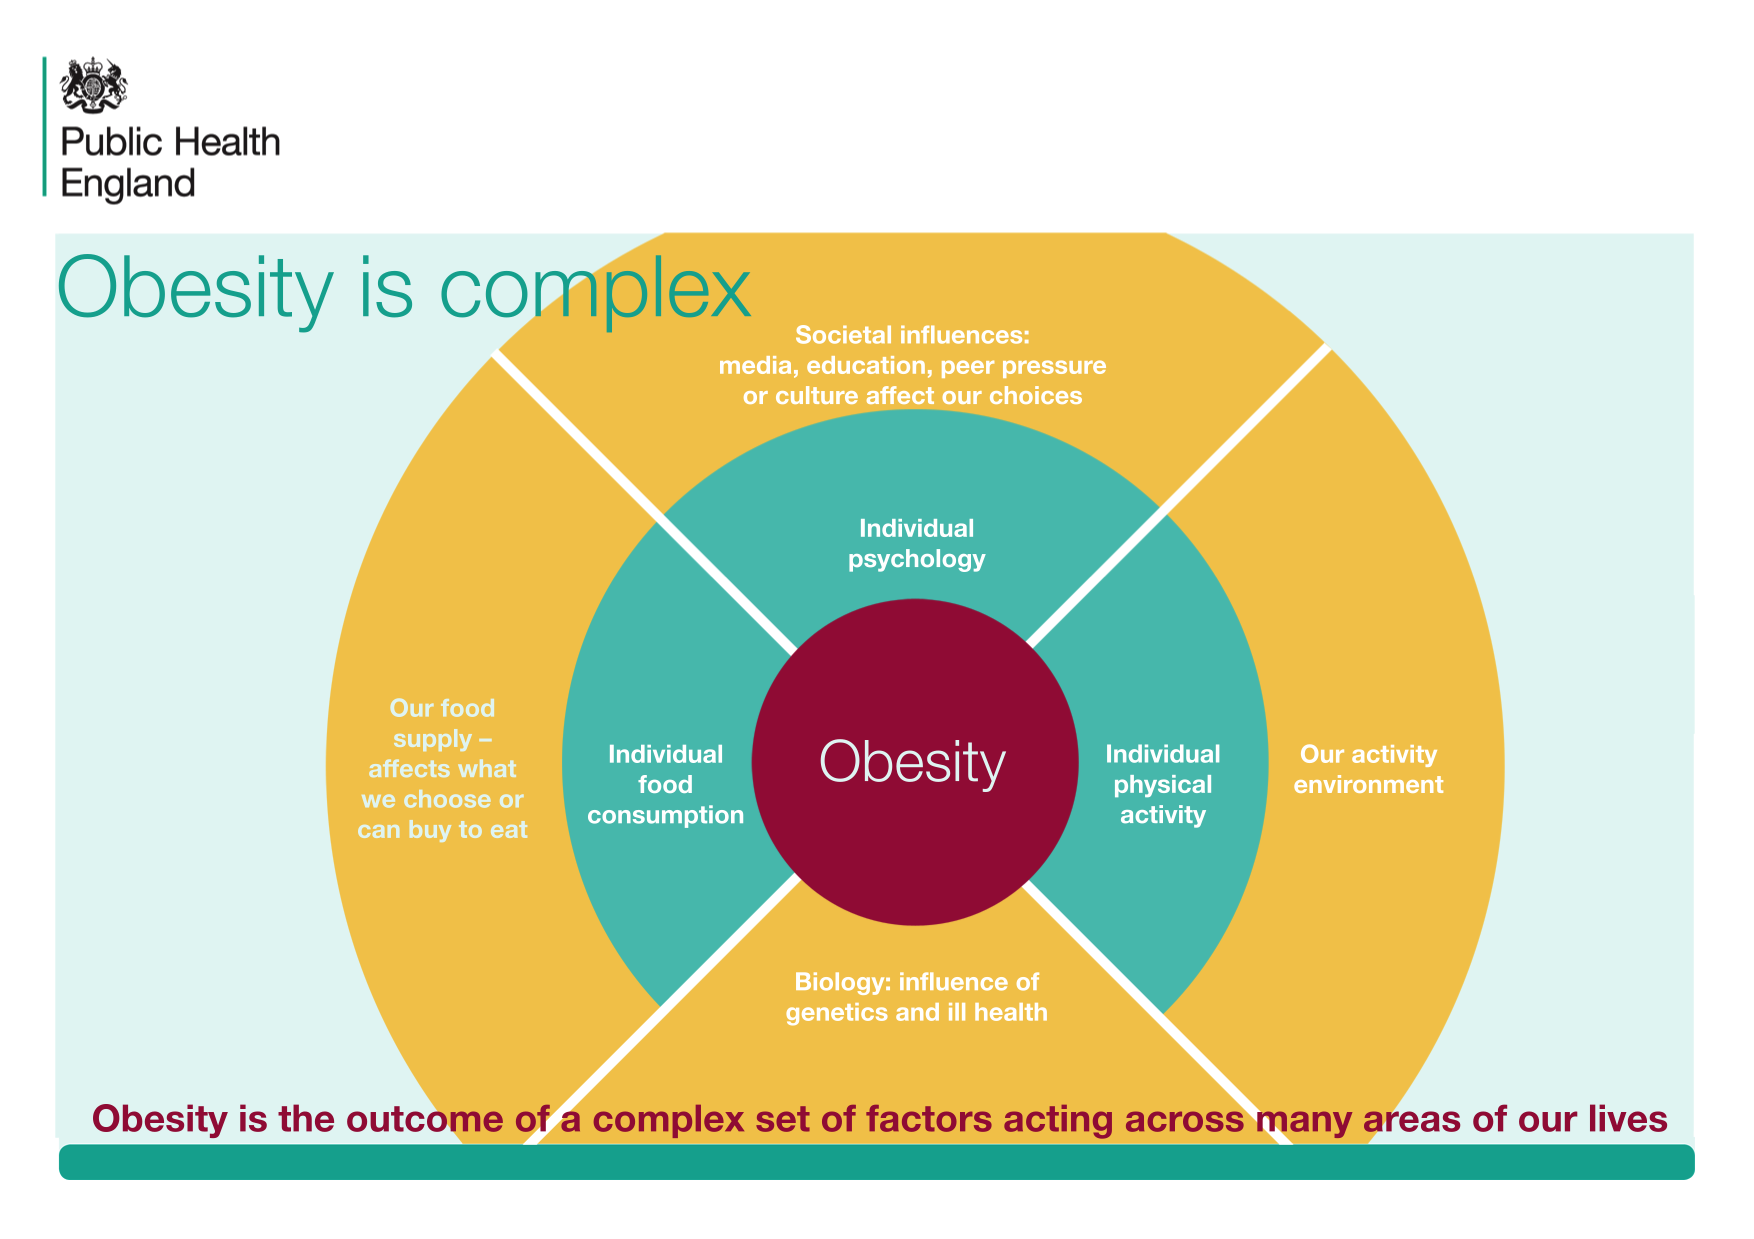 Public Health
England
Obesity is complex
Societal influences:
media, education, peer pressure
or culture affect our choices
Individual
psychology
Our food
supply –
affects what
we choose or
can buy to eat
Individual
food
consumption
Obesity
Individual
physical
activity
Our activity
environment
Biology: influence of
genetics and ill health
Obesity is the outcome of a complex set of factors acting across many areas of our lives